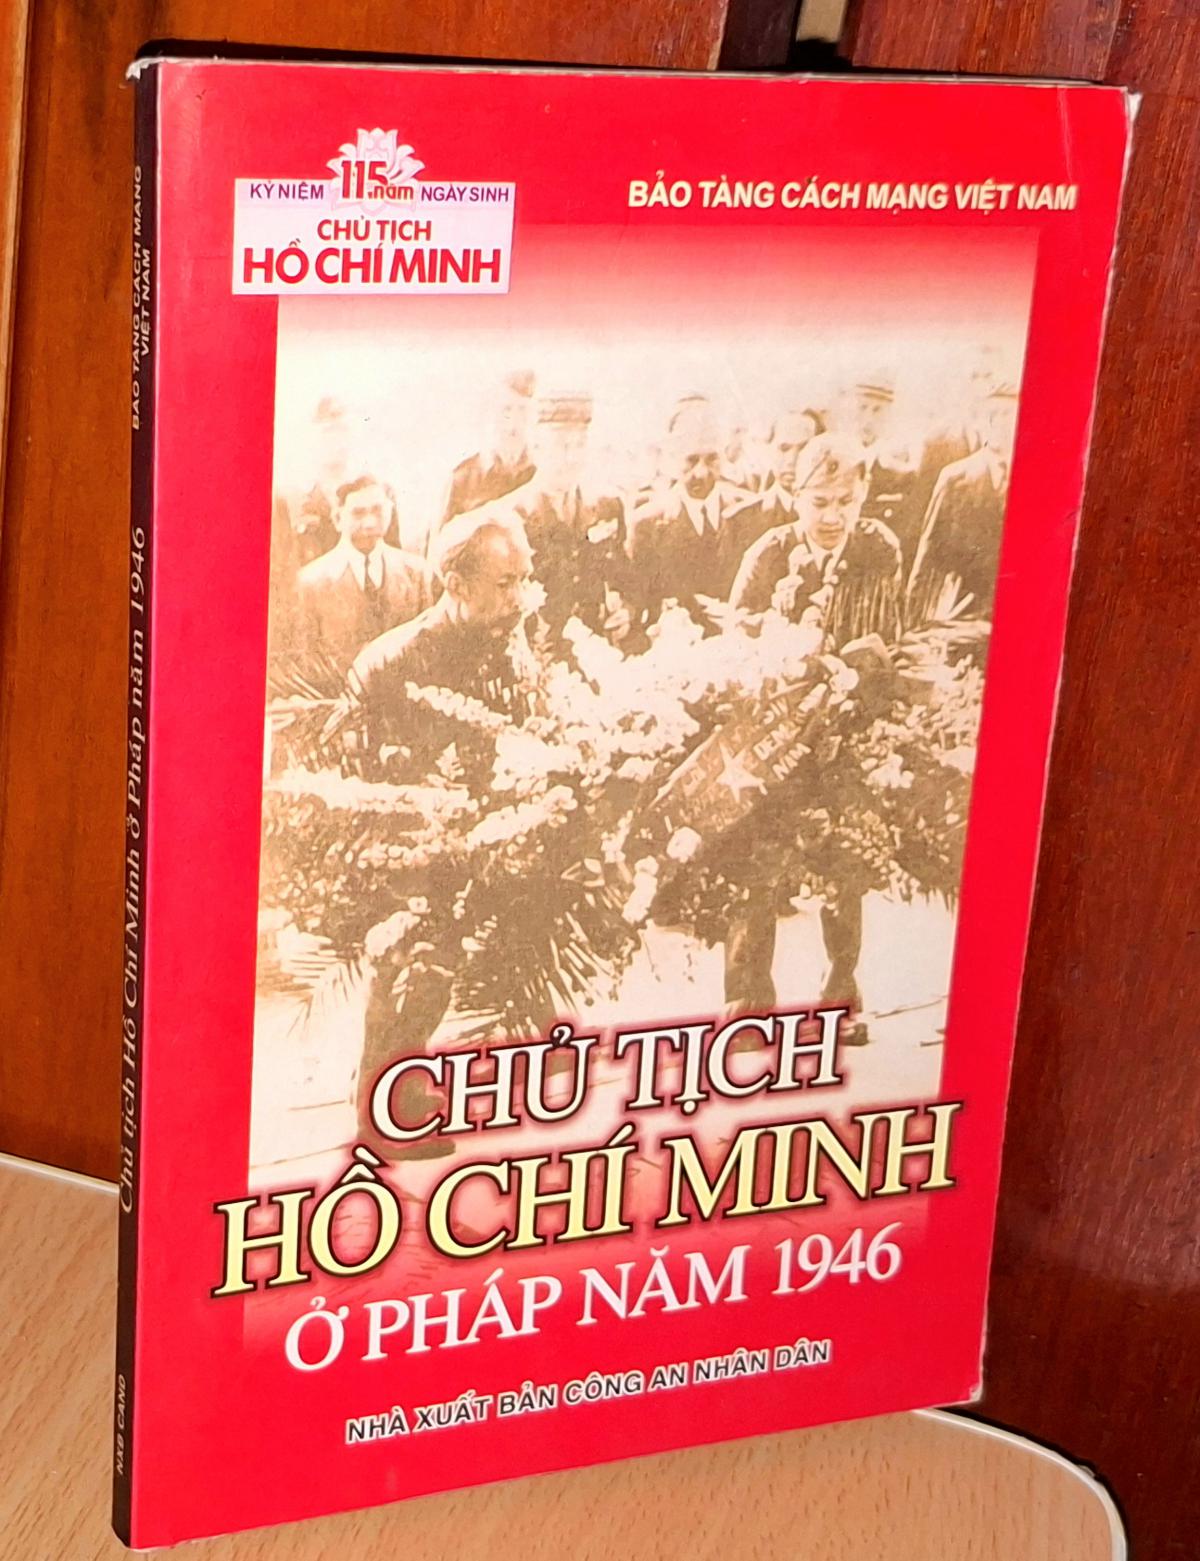 KỶ NIỆM 115 năm NGÀY SINH
CHỦ TỊCH
HỒ CHÍ MINH
BẢO TÀNG CÁCH MẠNG VIỆT NAM
NAM
CHỦ TỊCH
HỒ CHÍ MINH
Ở PHÁP NĂM 1946
NHÀ XUẤT BẢN CÔNG AN NHÂN DÂN
BẢO TÀNG CÁCH MẠNG
VIỆT NAM
Chủ tịch Hồ Chí Minh ở Pháp năm 1946
NXB CAND